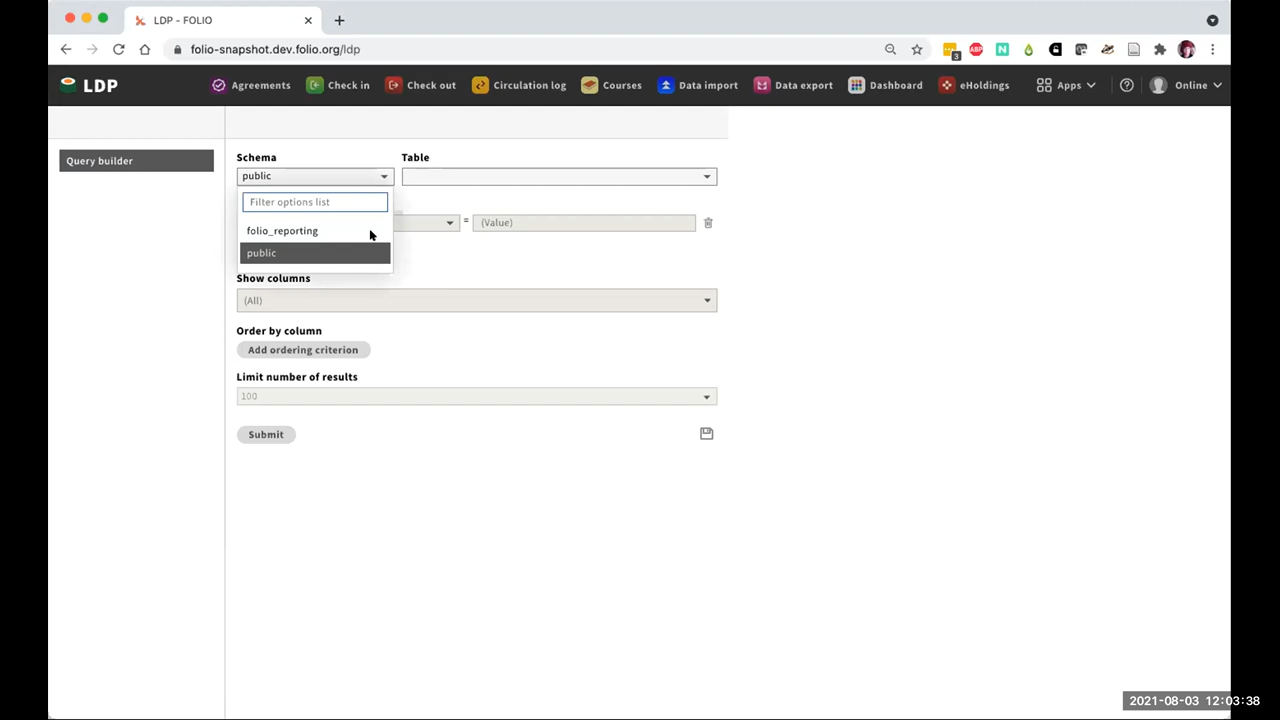 LDP - FOLIO
folio-snapshot.dev.folio.org/ldp
3
ABP
N
LDP
Agreements
Check in
Check out
Circulation log
Courses
Data import
Data export
Dashboard
eHoldings
Apps
Online
Query builder
Schema
Table
public
Filter options list
folio_reporting
public
=
(Value)
Show columns
(All)
Order by column
Add ordering criterion
Limit number of results
100
Submit
2021-08-03 12:03:38